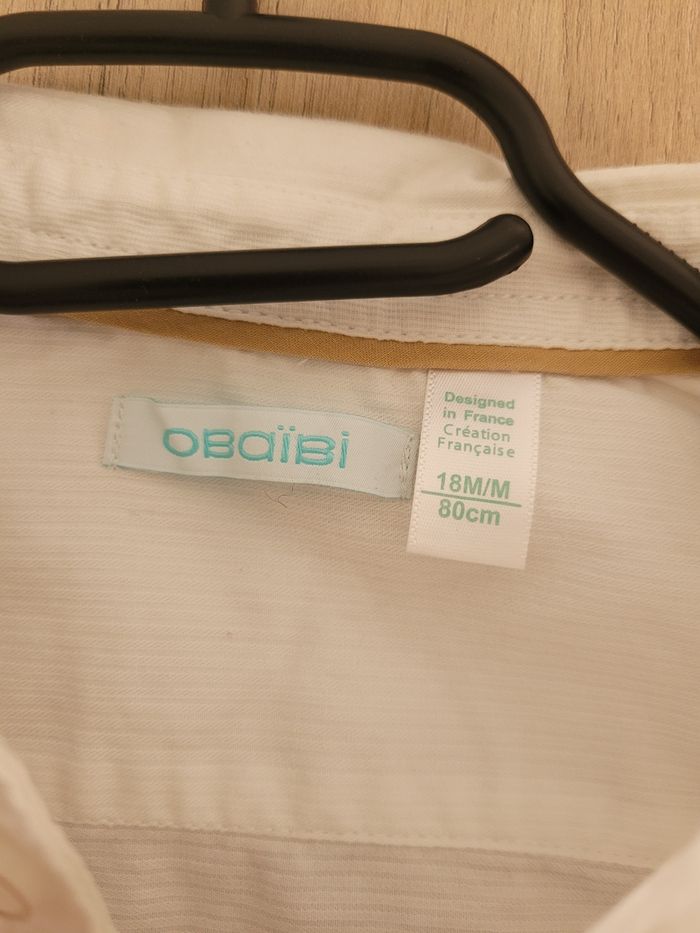 OBaïBi
Designed
in France
Création
Française
18M/M
80cm